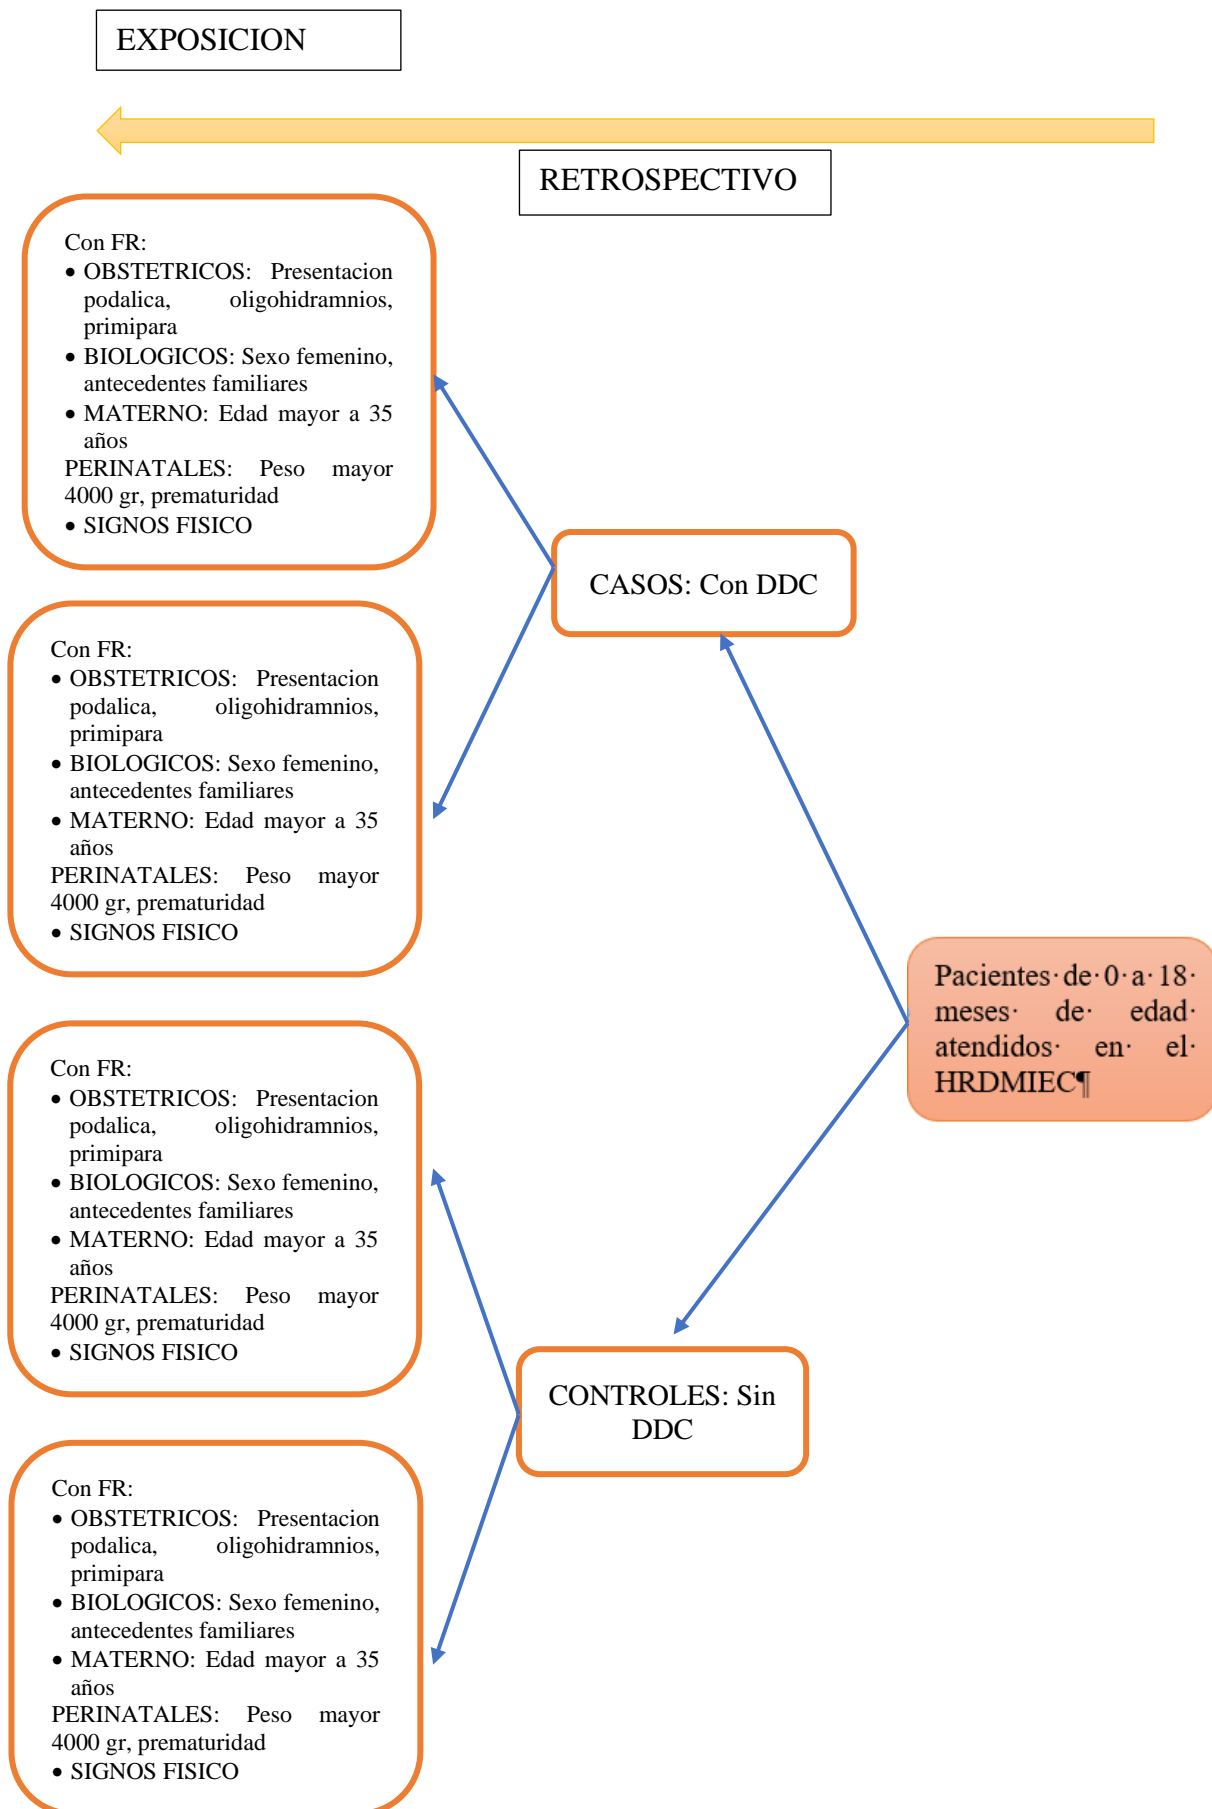 EXPOSICION
RETROSPECTIVO
Con FR:
• OBSTETRICOS: Presentacion
podalica, oligohidramnios,
primipara
• BIOLOGICOS: Sexo femenino,
antecedentes familiares
• MATERNO: Edad mayor a 35
años
PERINATALES: Peso mayor
4000 gr, prematuridad
• SIGNOS FISICO
CASOS: Con DDC
Con FR:
• OBSTETRICOS: Presentacion
podalica, oligohidramnios,
primipara
• BIOLOGICOS: Sexo femenino,
antecedentes familiares
• MATERNO: Edad mayor a 35
años
PERINATALES: Peso mayor
4000 gr, prematuridad
• SIGNOS FISICO
Pacientes·de·0·a·18·
meses· de· edad·
atendidos· en· el·
HRDMIEC¶
Con FR:
• OBSTETRICOS: Presentacion
podalica, oligohidramnios,
primipara
• BIOLOGICOS: Sexo femenino,
antecedentes familiares
• MATERNO: Edad mayor a 35
años
PERINATALES: Peso mayor
4000 gr, prematuridad
• SIGNOS FISICO
CONTROLES: Sin
DDC
Con FR:
• OBSTETRICOS: Presentacion
podalica, oligohidramnios,
primipara
• BIOLOGICOS: Sexo femenino,
antecedentes familiares
• MATERNO: Edad mayor a 35
años
PERINATALES: Peso mayor
4000 gr, prematuridad
• SIGNOS FISICO